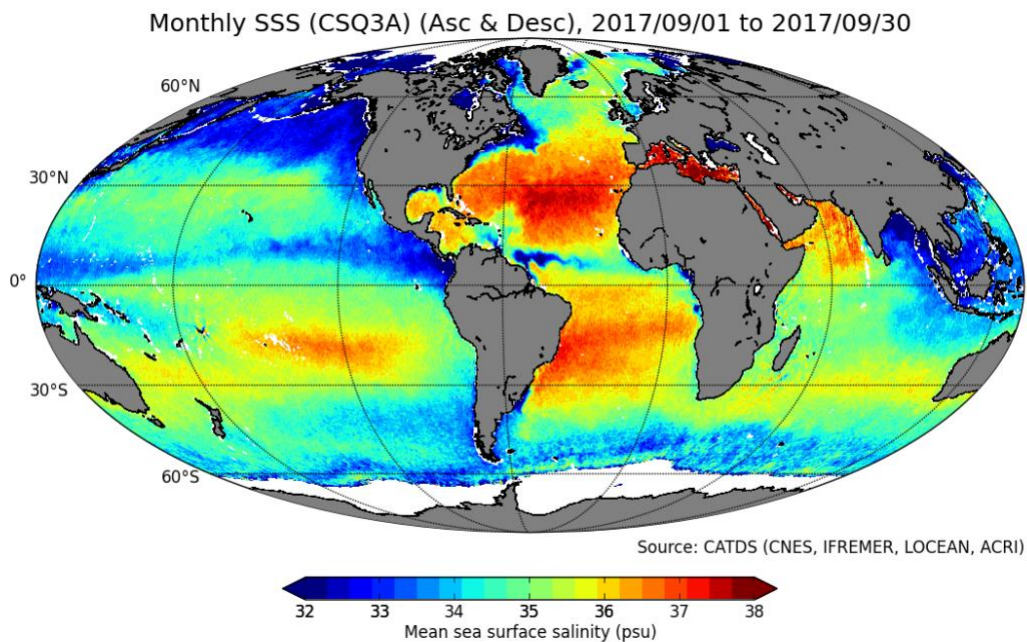 Monthly SSS (CSQ3A) (Asc & Desc), 2017/09/01 to 2017/09/30
60°N
30°N
0°
30°S
60°S
Source: CATDS (CNES, IFREMER, LOCEAN, ACRI)
32 33 34 35 36 37 38
Mean sea surface salinity (psu)